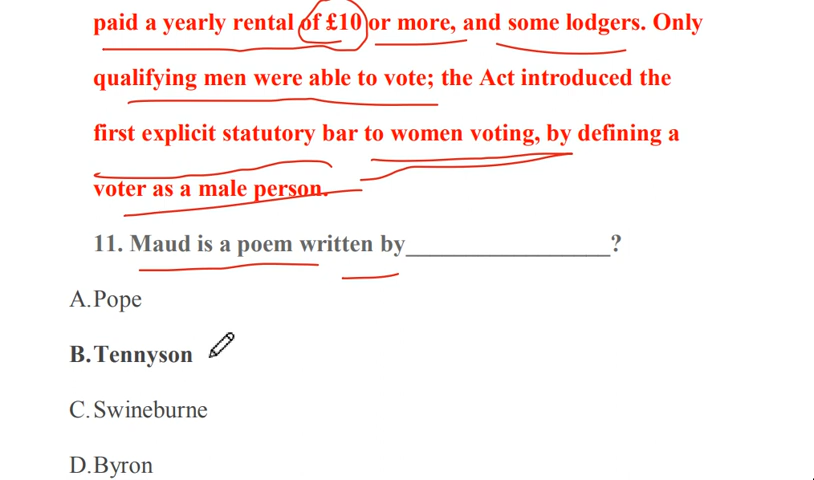 paid a yearly rental of £10 or more, and some lodgers. Only
qualifying men were able to vote; the Act introduced the
first explicit statutory bar to women voting, by defining a
voter as a male person.
11. Maud is a poem written by_________________?
A.Pope
B.Tennyson
C.Swineburne
D.Byron